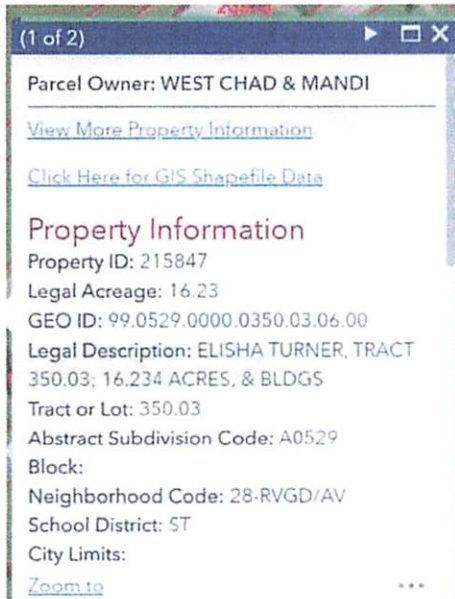 (1 of 2)
Parcel Owner: WEST CHAD & MANDI
View More Property Information
Click Here for GIS Shapefile Data
Property Information
Property ID: 215847
Legal Acreage: 16.23
GEO ID: 99.0529.0000.0350.03.06.00
Legal Description: ELISHA TURNER, TRACT
350.03; 16.234 ACRES, & BLDGS
Tract or Lot: 350.03
Abstract Subdivision Code: A0529
Block:
Neighborhood Code: 28-RVGD/AV
School District: ST
City Limits:
Zoom to